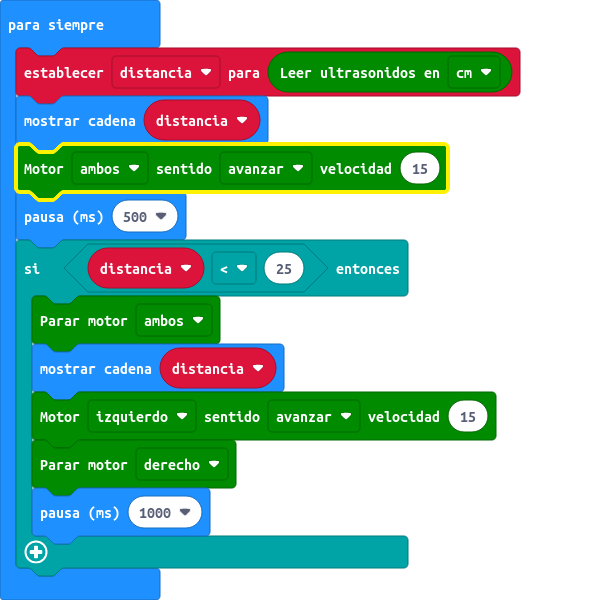 para siempre
establecer distancia para Leer ultrasonidos en cm
mostrar cadena distancia
Motor ambos sentido avanzar velocidad 15
pausa (ms) 500
si distancia < 25 entonces
Parar motor ambos
mostrar cadena distancia
Motor izquierdo sentido avanzar velocidad 15
Parar motor derecho
pausa (ms) 1000